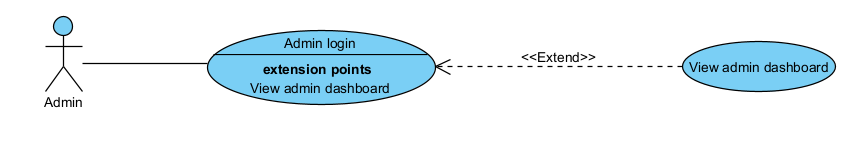 Admin login
extension points
View admin dashboard
<<Extend>>
View admin dashboard
Admin